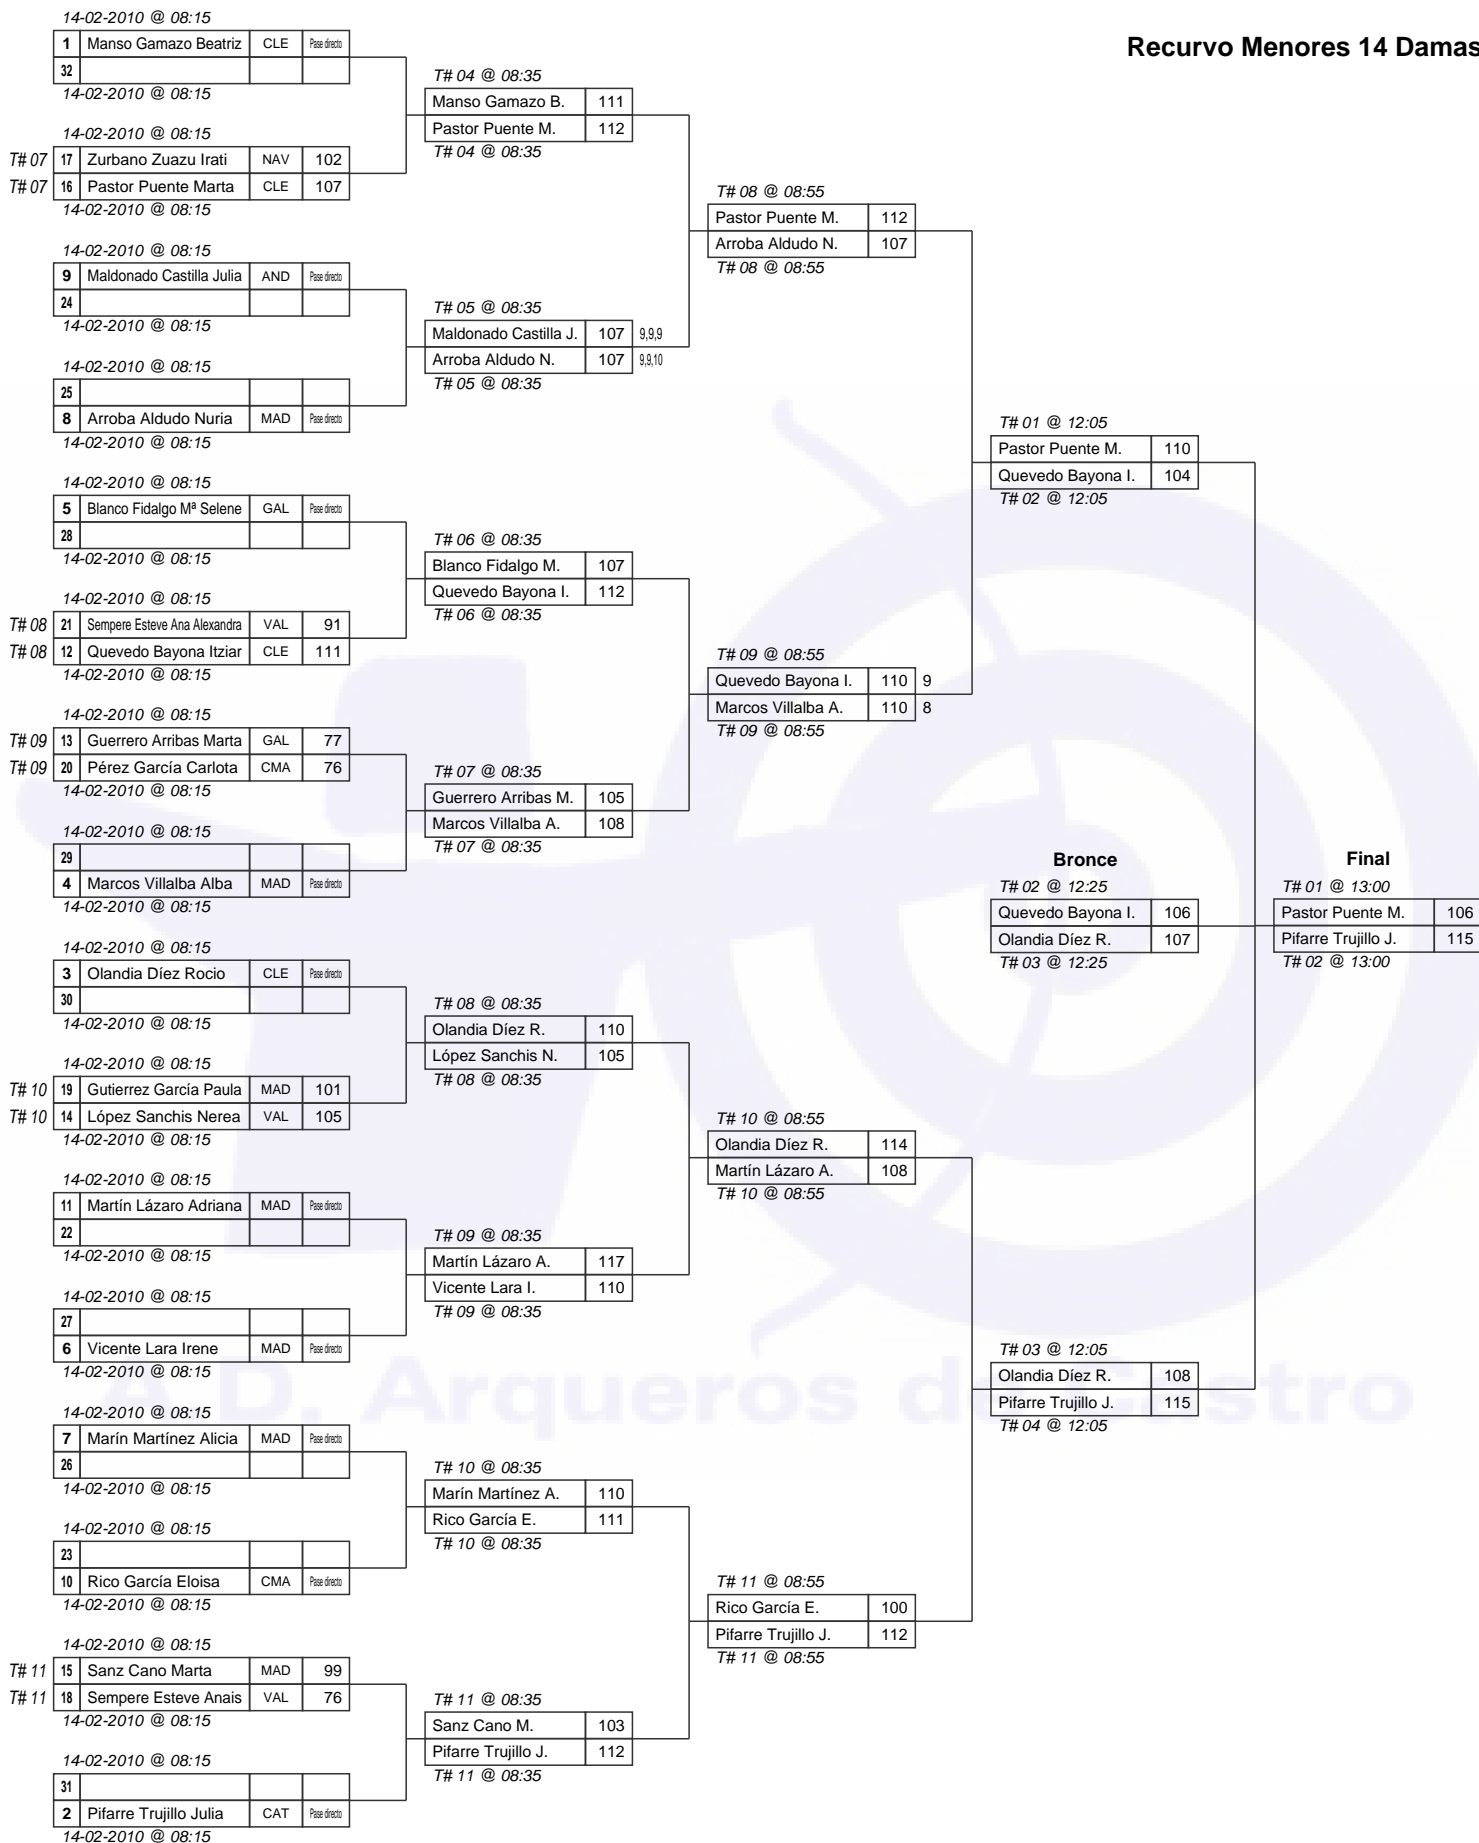 Recurvo Menores 14 Damas
14-02-2010 @ 08:15
1 Manso Gamazo Beatriz CLE Pase directo
32
14-02-2010 @ 08:15
14-02-2010 @ 08:15
T# 07 17 Zurbano Zuazu Irati NAV 102
T# 07 16 Pastor Puente Marta CLE 107
14-02-2010 @ 08:15
14-02-2010 @ 08:15
9 Maldonado Castilla Julia AND Pase directo
24
14-02-2010 @ 08:15
14-02-2010 @ 08:15
25
8 Arroba Aldudo Nuria MAD Pase directo
14-02-2010 @ 08:15
14-02-2010 @ 08:15
5 Blanco Fidalgo Mª Selene GAL Pase directo
28
14-02-2010 @ 08:15
14-02-2010 @ 08:15
T# 08 21 Sempere Esteve Ana Alexandra VAL 91
T# 08 12 Quevedo Bayona Itziar CLE 111
14-02-2010 @ 08:15
14-02-2010 @ 08:15
T# 09 13 Guerrero Arribas Marta GAL 77
T# 09 20 Pérez García Carlota CMA 76
14-02-2010 @ 08:15
14-02-2010 @ 08:15
29
4 Marcos Villalba Alba MAD Pase directo
14-02-2010 @ 08:15
14-02-2010 @ 08:15
3 Olandia Díez Rocio CLE Pase directo
30
14-02-2010 @ 08:15
14-02-2010 @ 08:15
T# 10 19 Gutierrez García Paula MAD 101
T# 10 14 López Sanchis Nerea VAL 105
14-02-2010 @ 08:15
14-02-2010 @ 08:15
11 Martín Lázaro Adriana MAD Pase directo
22
14-02-2010 @ 08:15
14-02-2010 @ 08:15
27
6 Vicente Lara Irene MAD Pase directo
14-02-2010 @ 08:15
14-02-2010 @ 08:15
7 Marín Martínez Alicia MAD Pase directo
26
14-02-2010 @ 08:15
14-02-2010 @ 08:15
23
10 Rico García Eloisa CMA Pase directo
14-02-2010 @ 08:15
14-02-2010 @ 08:15
T# 11 15 Sanz Cano Marta MAD 99
T# 11 18 Sempere Esteve Anais VAL 76
14-02-2010 @ 08:15
14-02-2010 @ 08:15
31
2 Pifarre Trujillo Julia CAT Pase directo
14-02-2010 @ 08:15
T# 04 @ 08:35
Manso Gamazo B. 111
Pastor Puente M. 112
T# 04 @ 08:35
T# 05 @ 08:35
Maldonado Castilla J. 107 9,9,9
Arroba Aldudo N. 107 9,9,10
T# 05 @ 08:35
T# 06 @ 08:35
Blanco Fidalgo M. 107
Quevedo Bayona I. 112
T# 06 @ 08:35
T# 07 @ 08:35
Guerrero Arribas M. 105
Marcos Villalba A. 108
T# 07 @ 08:35
T# 08 @ 08:35
Olandia Díez R. 110
López Sanchis N. 105
T# 08 @ 08:35
T# 09 @ 08:35
Martín Lázaro A. 117
Vicente Lara I. 110
T# 09 @ 08:35
T# 10 @ 08:35
Marín Martínez A. 110
Rico García E. 111
T# 10 @ 08:35
T# 11 @ 08:35
Sanz Cano M. 103
Pifarre Trujillo J. 112
T# 11 @ 08:35
T# 08 @ 08:55
Pastor Puente M. 112
Arroba Aldudo N. 107
T# 08 @ 08:55
T# 09 @ 08:55
Quevedo Bayona I. 110 9
Marcos Villalba A. 110 8
T# 09 @ 08:55
T# 10 @ 08:55
Olandia Díez R. 114
Martín Lázaro A. 108
T# 10 @ 08:55
T# 11 @ 08:55
Rico García E. 100
Pifarre Trujillo J. 112
T# 11 @ 08:55
T# 01 @ 12:05
Pastor Puente M. 110
Quevedo Bayona I. 104
T# 02 @ 12:05
T# 03 @ 12:05
Olandia Díez R. 108
Pifarre Trujillo J. 115
T# 04 @ 12:05
Bronce
T# 02 @ 12:25
Quevedo Bayona I. 106
Olandia Díez R. 107
T# 03 @ 12:25
Final
T# 01 @ 13:00
Pastor Puente M. 106
Pifarre Trujillo J. 115
T# 02 @ 13:00
A.D. Arqueros de Castro